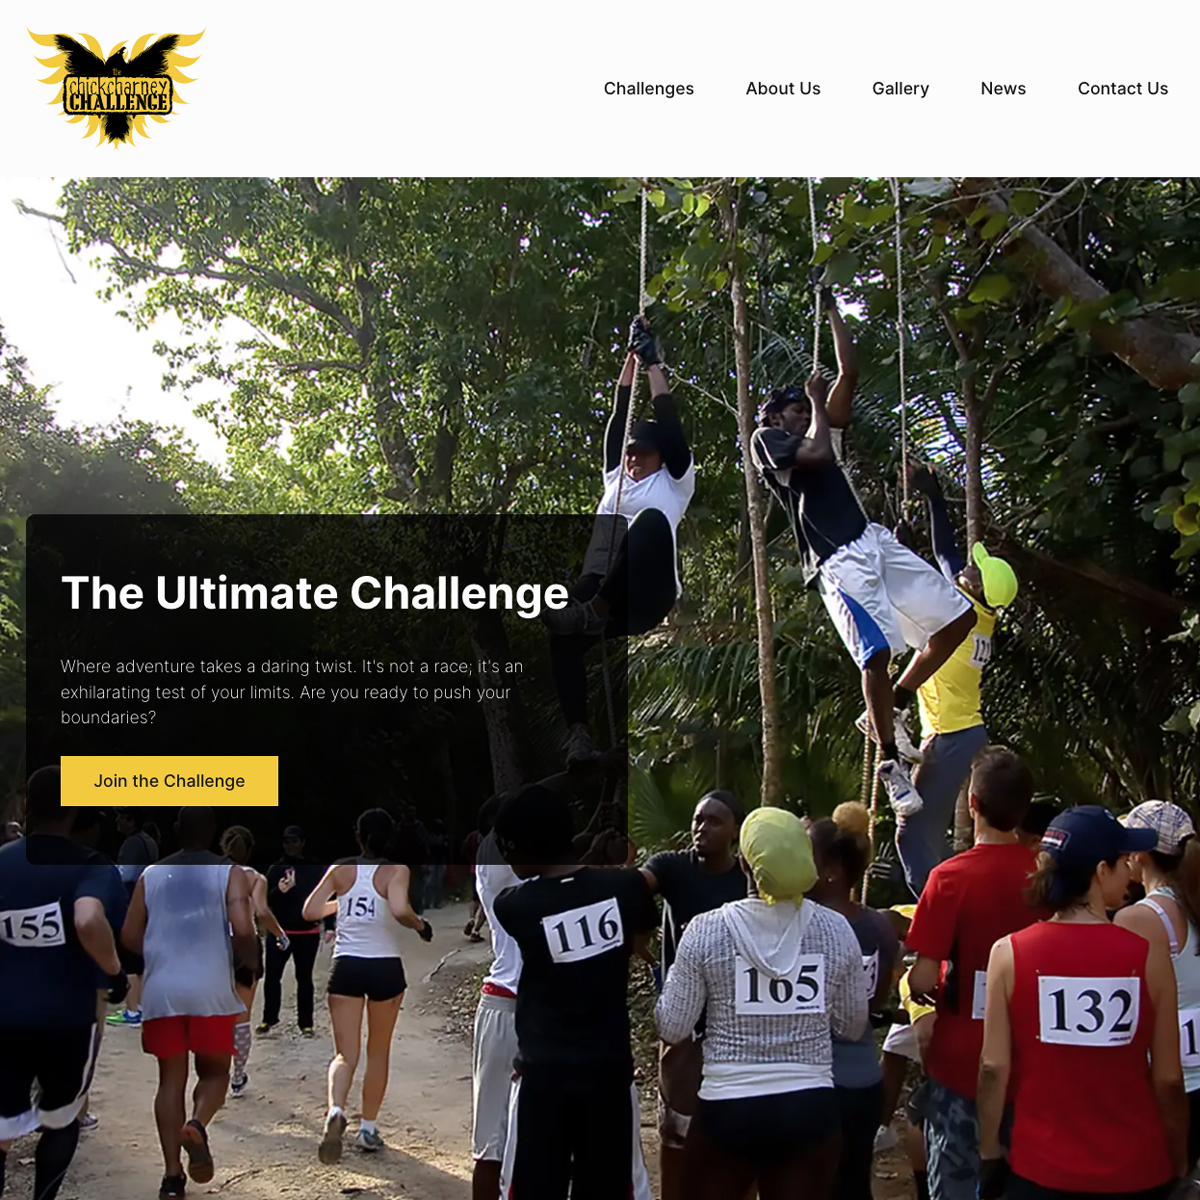 The
chickcharney
CHALLENGE
Challenges
About Us
Gallery
News
Contact Us
The Ultimate Challenge
Where adventure takes a daring twist. It's not a race; it's an
exhilarating test of your limits. Are you ready to push your
boundaries?
Join the Challenge
155
154
116
165
132